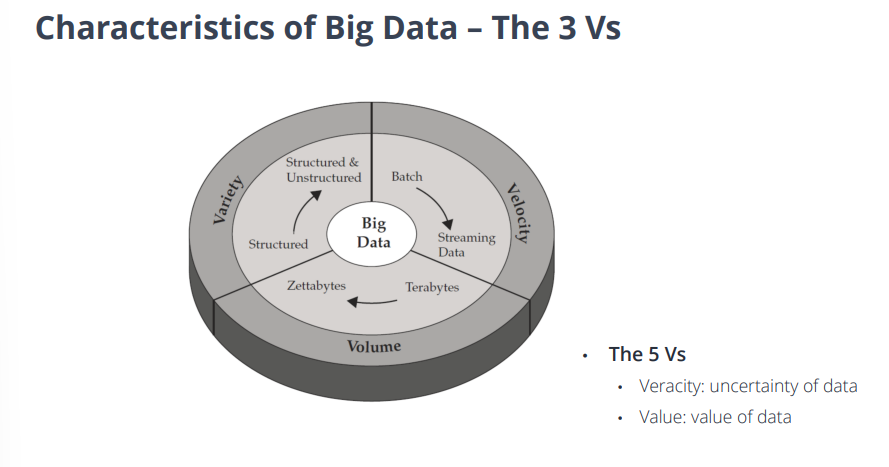 Characteristics of Big Data – The 3 Vs
Variety
Structured &
Unstructured
Structured
Batch
Streaming
Data
Velocity
Big
Data
Zettabytes
Terabytes
Volume
• The 5 Vs
• Veracity: uncertainty of data
• Value: value of data